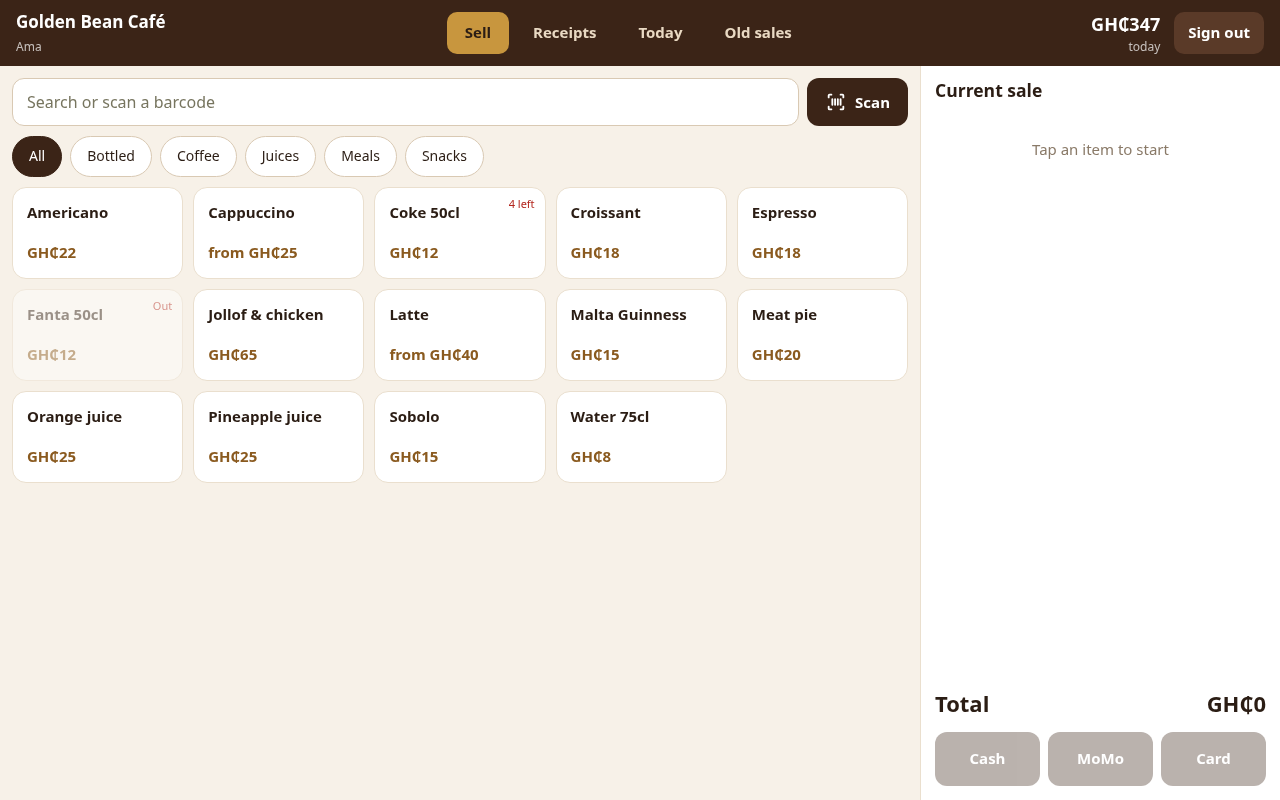 Golden Bean Café
Ama
Sell
Receipts
Today
Old sales
GH₵347
today
Sign out
Search or scan a barcode
Scan
All
Bottled
Coffee
Juices
Meals
Snacks
Americano
GH₵22
Cappuccino
from GH₵25
Coke 50cl
4 left
GH₵12
Croissant
GH₵18
Espresso
GH₵18
Fanta 50cl
Out
GH₵12
Jollof & chicken
GH₵65
Latte
from GH₵40
Malta Guinness
GH₵15
Meat pie
GH₵20
Orange juice
GH₵25
Pineapple juice
GH₵25
Sobolo
GH₵15
Water 75cl
GH₵8
Current sale
Tap an item to start
Total
GH₵0
Cash
MoMo
Card